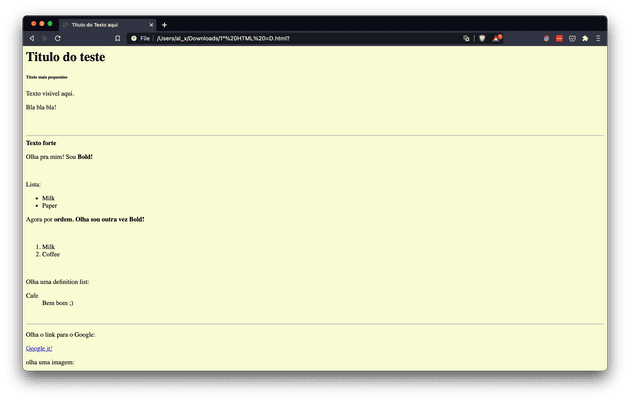 Titulo do Texto aqui
File /Users/al_x/Downloads/1º%20HTML%20=D.html?
Titulo do teste
Titulo mais pequenino
Texto visivel aqui.
Bla bla bla!
Texto forte
Olha pra mim! Sou Bold!
Lista:
Milk
Paper
Agora por ordem. Olha sou outra vez Bold!
1. Milk
2. Coffee
Olha uma definition list:
Cafe
Bem bom ;)
Olha o link para o Google:
Google it!
olha uma imagem: